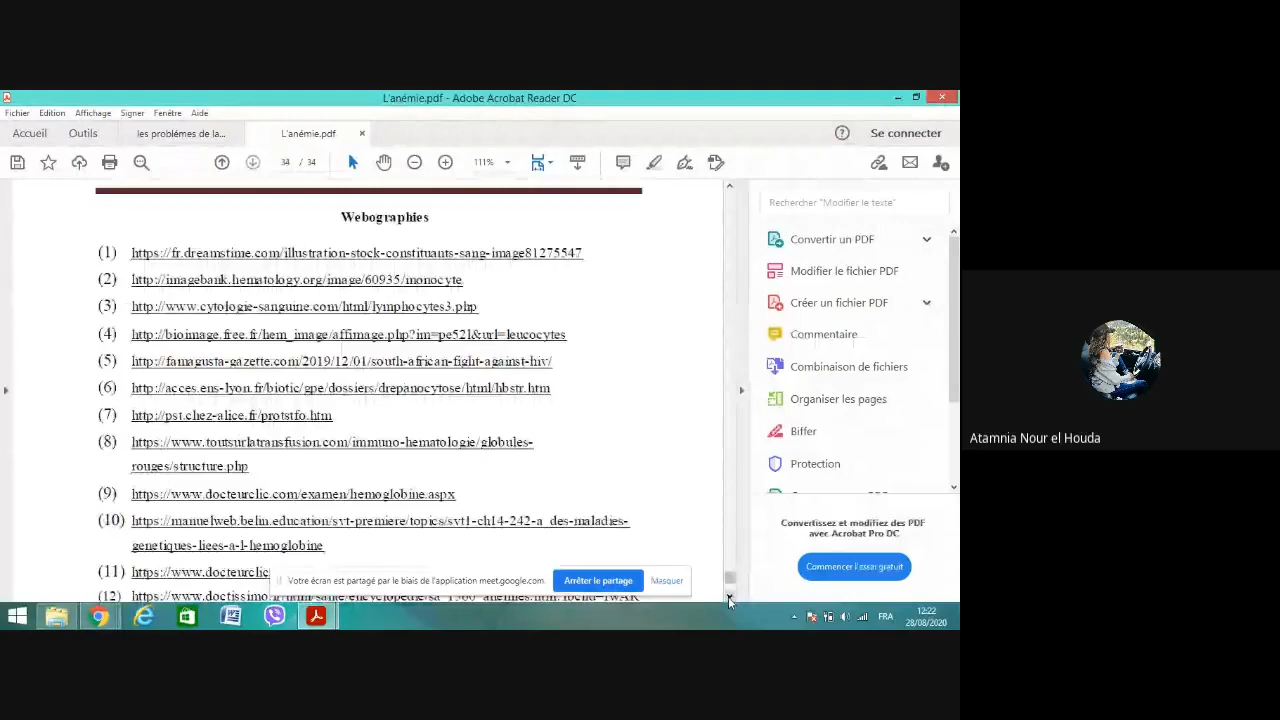 L'anémie.pdf - Adobe Acrobat Reader DC
Fichier Edition Affichage Signer Fenêtre Aide
Accueil Outils les problèmes de la... L'anémie.pdf × Se connecter
34 / 34 111%
Webographies
(1) https://fr.dreamstime.com/illustration-stock-constituants-sang-image81275547
(2) http://imagebank.hematology.org/image/60935/monocyte
(3) http://www.cytologie-sanguine.com/html/lymphocytes3.php
(4) http://bioimage.free.fr/hem_image/affimage.php?im=pe521&url=leucocytes
(5) http://famagusta-gazette.com/2019/12/01/south-african-fight-against-hiv/
(6) http://acces.ens-lyon.fr/biotic/gpe/dossiers/drepanocytose/html/hbstr.htm
(7) http://pst.chez-alice.fr/protstfo.htm
(8) https://www.toutsurlatransfusion.com/immuno-hematologie/globules-
rouges/structure.php
(9) https://www.docteurclic.com/examen/hemoglobine.aspx
(10) https://manuelweb.belin.education/svt-premiere/topics/svt1-ch14-242-a_des-maladies-
genetiques-liees-a-l-hemoglobine
(11) https://www.docteurclic
(12) https://www.doctissimo.fr/html/sante/encyclopedie/
Votre écran est partagé par le biais de l'application meet.google.com. Arrêter le partage Masquer
Rechercher "Modifier le texte"
Convertir un PDF
Modifier le fichier PDF
Créer un fichier PDF
Commentaire
Combinaison de fichiers
Organiser les pages
Biffer
Protection
Convertissez et modifiez des PDF
avec Acrobat Pro DC
Commencer l'essai gratuit
FRA
12:22
28/08/2020
Atamnia Nour el Houda